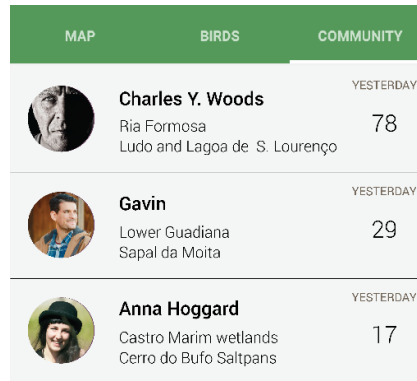 MAP BIRDS COMMUNITY
YESTERDAY
Charles Y. Woods
78
Ria Formosa
Ludo and Lagoa de S. Lourenço
YESTERDAY
Gavin
29
Lower Guadiana
Sapal da Moita
YESTERDAY
Anna Hoggard
17
Castro Marim wetlands
Cerro do Bufo Saltpans